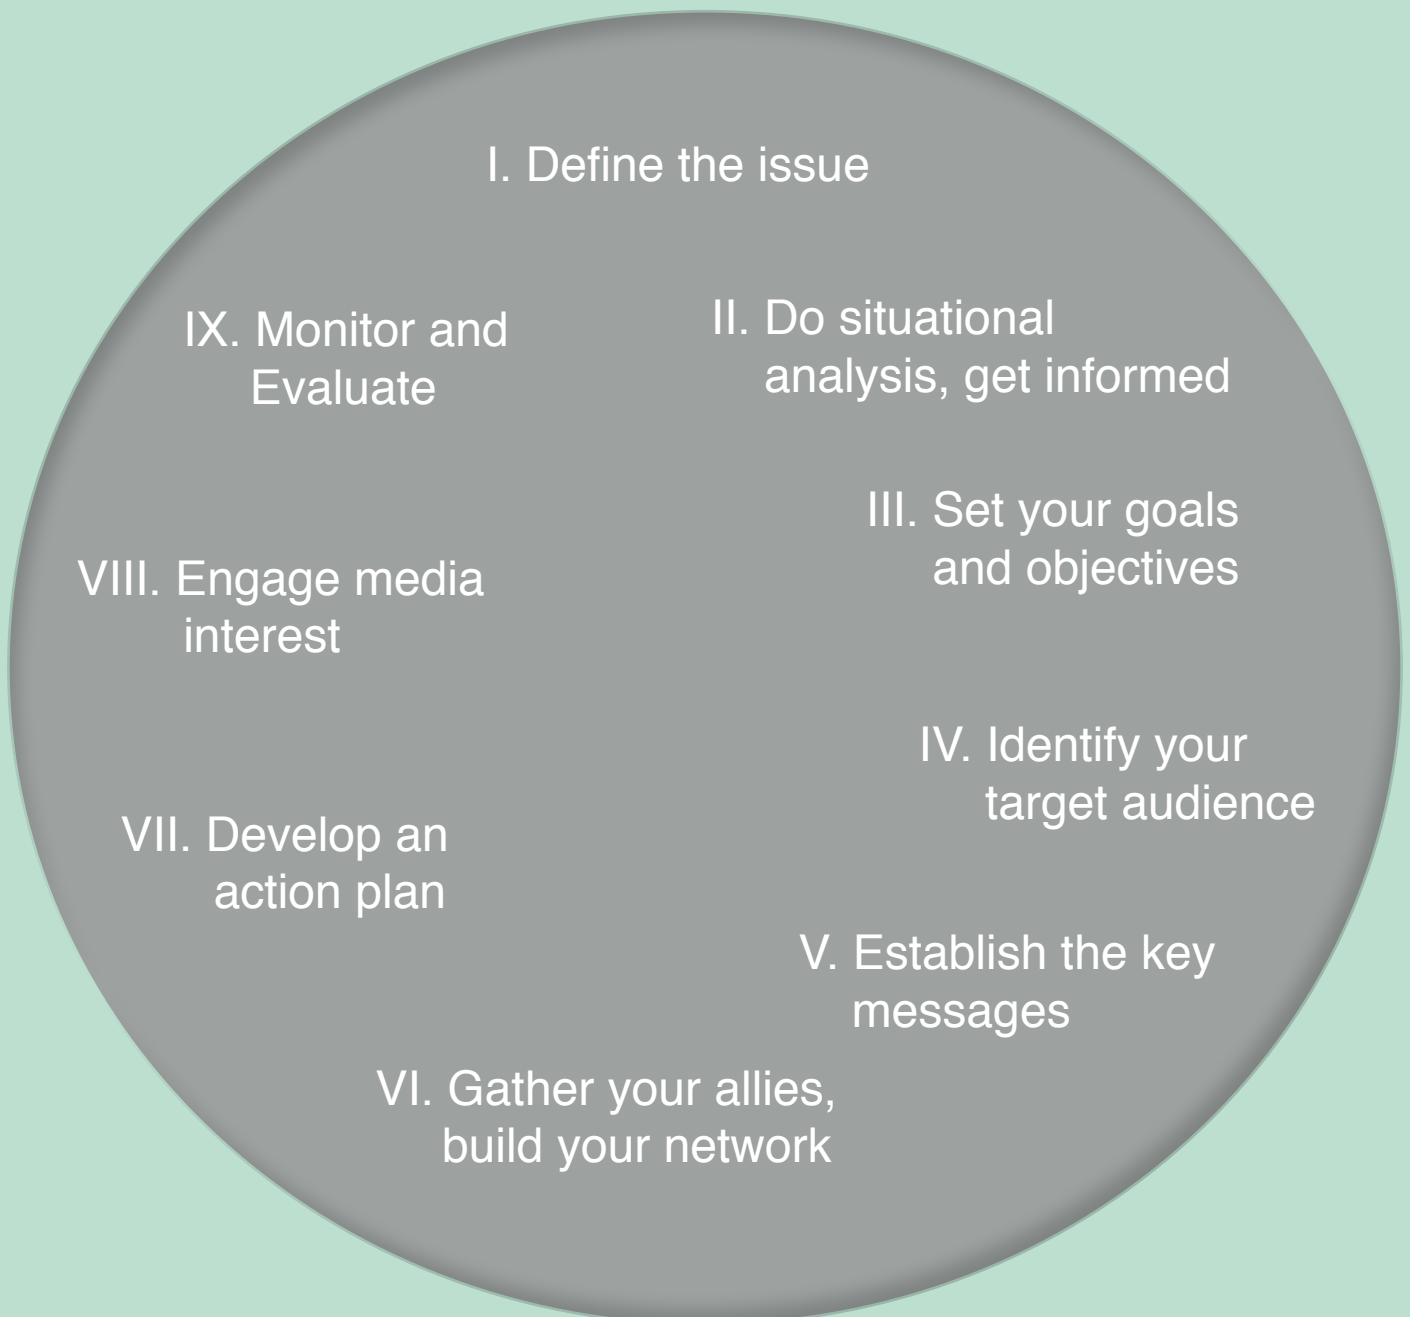 I. Define the issue
II. Do situational
analysis, get informed
III. Set your goals
and objectives
IV. Identify your
target audience
V. Establish the key
messages
VI. Gather your allies,
build your network
VII. Develop an
action plan
VIII. Engage media
interest
IX. Monitor and
Evaluate